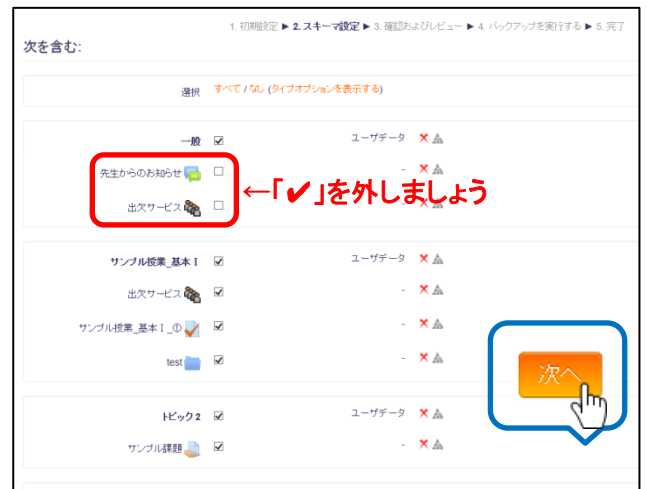 1. 初期設定 ► 2. スキーマ設定 ► 3. 確認およびレビュー ► 4. バックアップを実行する ► 5. 完了
次を含む:
選択 すべて / なし (タイプオプションを表示する)
一般 ユーザデータ
先生からのお知らせ -
←「✔」を外しましょう
出欠サービス -
サンプル授業_基本Ⅰ ユーザデータ
出欠サービス -
サンプル授業_基本Ⅰ_① -
test -
次へ
トピック 2 ユーザデータ
サンプル課題 -